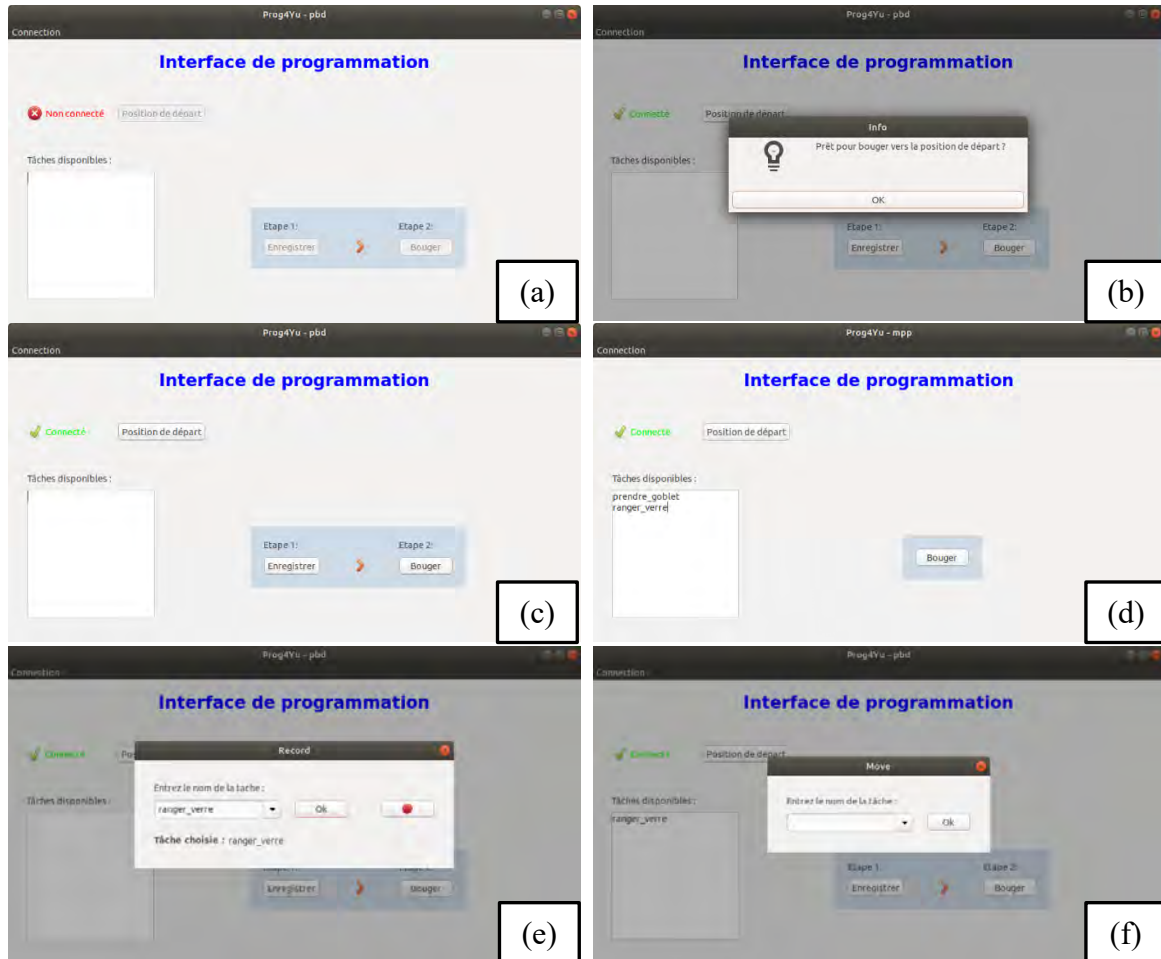 Prog4Yu - pbd
Connection
Interface de programmation
Non connecté
Position de départ
Tâches disponibles :
Etape 1:
Etape 2:
Enregistrer
Bouger
(a)
Prog4Yu - pbd
Connection
Interface de programmation
Connecté
Position de départ
Info
Prêt pour bouger vers la position de départ ?
OK
Tâches disponibles :
Etape 1:
Etape 2:
Enregistrer
Bouger
(b)
Prog4Yu - pbd
Connection
Interface de programmation
Connecté
Position de départ
Tâches disponibles :
Etape 1:
Etape 2:
Enregistrer
Bouger
(c)
Prog4Yu - mpp
Connection
Interface de programmation
Connecté
Position de départ
Tâches disponibles :
prendre_goblet
ranger_verre
Bouger
(d)
Prog4Yu - pbd
Connection
Interface de programmation
Connecté
Po
Record
Entrez le nom de la tache :
ranger_verre
Ok
Tâche choisie : ranger_verre
Tâches disponibles :
Enregistrer
Bouger
(e)
Prog4Yu - pbd
Connection
Interface de programmation
Connecté
Position de départ
Move
Entrez le nom de la tâche :
Ok
Tâches disponibles :
ranger_verre
Etape 1:
Etape 2:
Enregistrer
Bouger
(f)